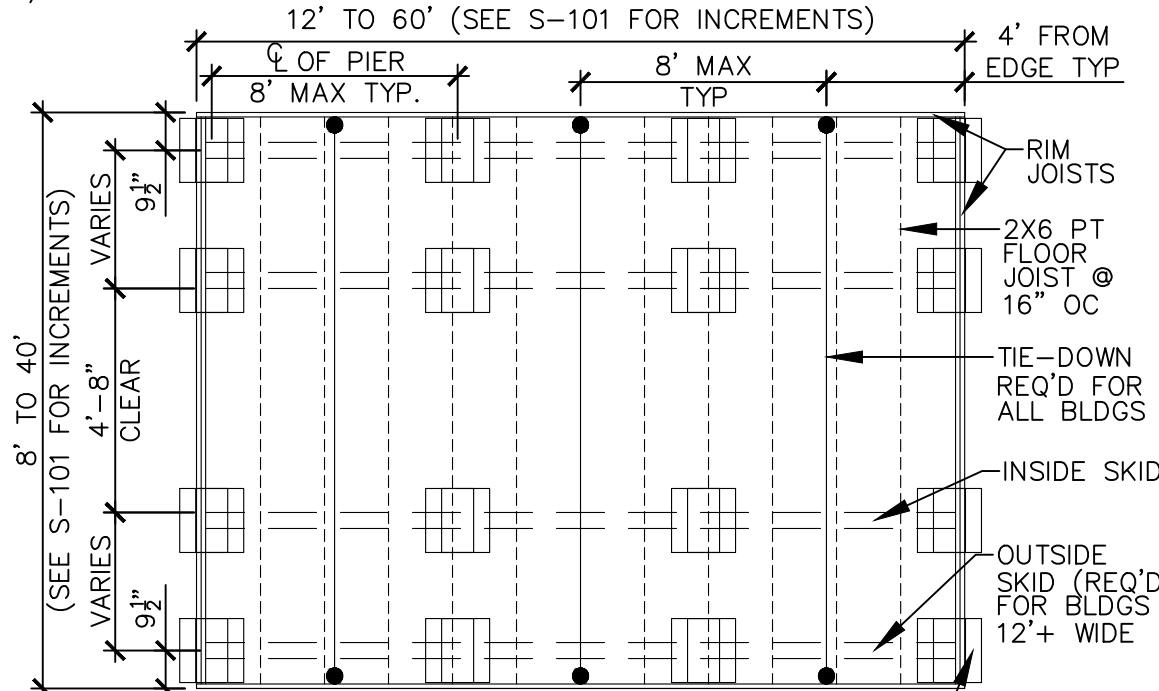 12' TO 60' (SEE S-101 FOR INCREMENTS)
℄ OF PIER
8' MAX TYP.
8' MAX
TYP
4' FROM
EDGE TYP
8' TO 40'
(SEE S-101 FOR INCREMENTS)
VARIES
9½"
4'-8"
CLEAR
VARIES
9½"
RIM
JOISTS
2X6 PT
FLOOR
JOIST @
16" OC
TIE-DOWN
REQ'D FOR
ALL BLDGS
INSIDE SKID
OUTSIDE
SKID (REQ'D
FOR BLDGS
12'+ WIDE